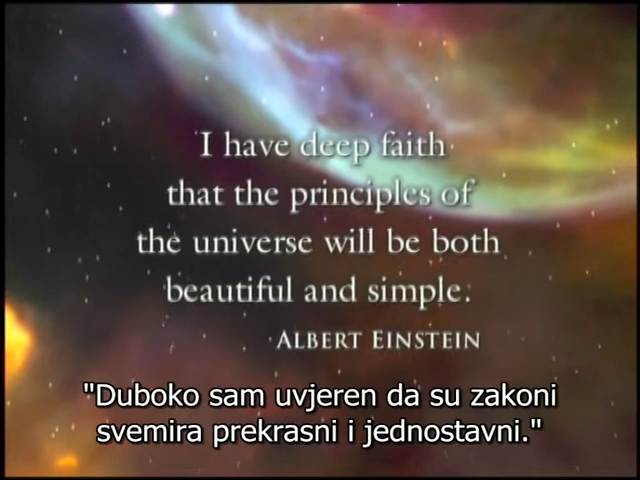 I have deep faith
that the principles of
the universe will be both
beautiful and simple.
ALBERT EINSTEIN
"Duboko sam uvjeren da su zakoni
svemira prekrasni i jednostavni."